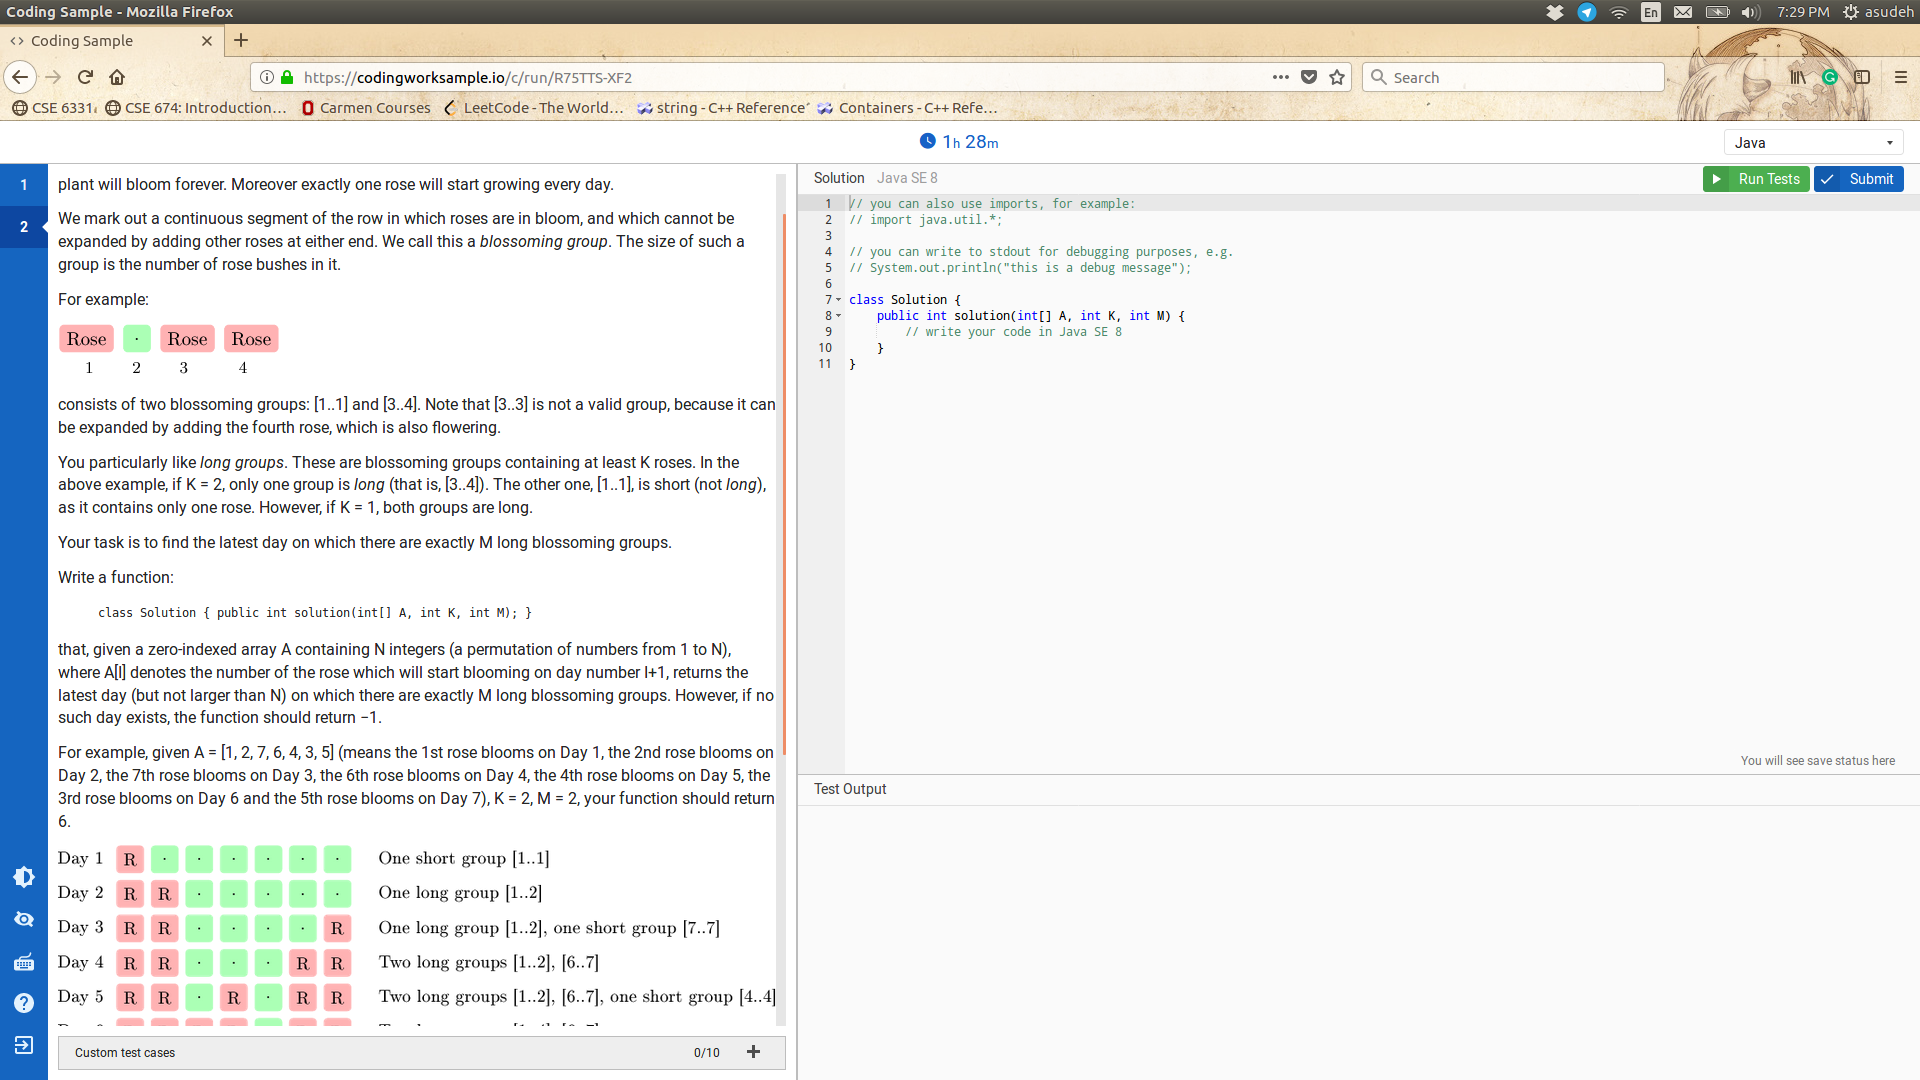 Coding Sample - Mozilla Firefox
En
7:29 PM
asudeh
Coding Sample
https://codingworksample.io/c/run/R75TTS-XF2
Search
CSE 6331
CSE 674: Introduction...
Carmen Courses
LeetCode - The World...
string - C++ Reference
Containers - C++ Refe...
1h 28m
Java
1
2
plant will bloom forever. Moreover exactly one rose will start growing every day.
We mark out a continuous segment of the row in which roses are in bloom, and which cannot be
expanded by adding other roses at either end. We call this a blossoming group. The size of such a
group is the number of rose bushes in it.
For example:
Rose · Rose Rose
1 2 3 4
consists of two blossoming groups: [1..1] and [3..4]. Note that [3..3] is not a valid group, because it can
be expanded by adding the fourth rose, which is also flowering.
You particularly like long groups. These are blossoming groups containing at least K roses. In the
above example, if K = 2, only one group is long (that is, [3..4]). The other one, [1..1], is short (not long),
as it contains only one rose. However, if K = 1, both groups are long.
Your task is to find the latest day on which there are exactly M long blossoming groups.
Write a function:
class Solution { public int solution(int[] A, int K, int M); }
that, given a zero-indexed array A containing N integers (a permutation of numbers from 1 to N),
where A[I] denotes the number of the rose which will start blooming on day number I+1, returns the
latest day (but not larger than N) on which there are exactly M long blossoming groups. However, if no
such day exists, the function should return −1.
For example, given A = [1, 2, 7, 6, 4, 3, 5] (means the 1st rose blooms on Day 1, the 2nd rose blooms on
Day 2, the 7th rose blooms on Day 3, the 6th rose blooms on Day 4, the 4th rose blooms on Day 5, the
3rd rose blooms on Day 6 and the 5th rose blooms on Day 7), K = 2, M = 2, your function should return
6.
Day 1 R · · · · · · One short group [1..1]
Day 2 R R · · · · · One long group [1..2]
Day 3 R R · · · · R One long group [1..2], one short group [7..7]
Day 4 R R · · · R R Two long groups [1..2], [6..7]
Day 5 R R · R · R R Two long groups [1..2], [6..7], one short group [4..4]
Custom test cases 0/10 +
Solution Java SE 8
Run Tests
Submit
1 // you can also use imports, for example:
2 // import java.util.*;
3
4 // you can write to stdout for debugging purposes, e.g.
5 // System.out.println("this is a debug message");
6
7 class Solution {
8 public int solution(int[] A, int K, int M) {
9 // write your code in Java SE 8
10 }
11 }
You will see save status here
Test Output